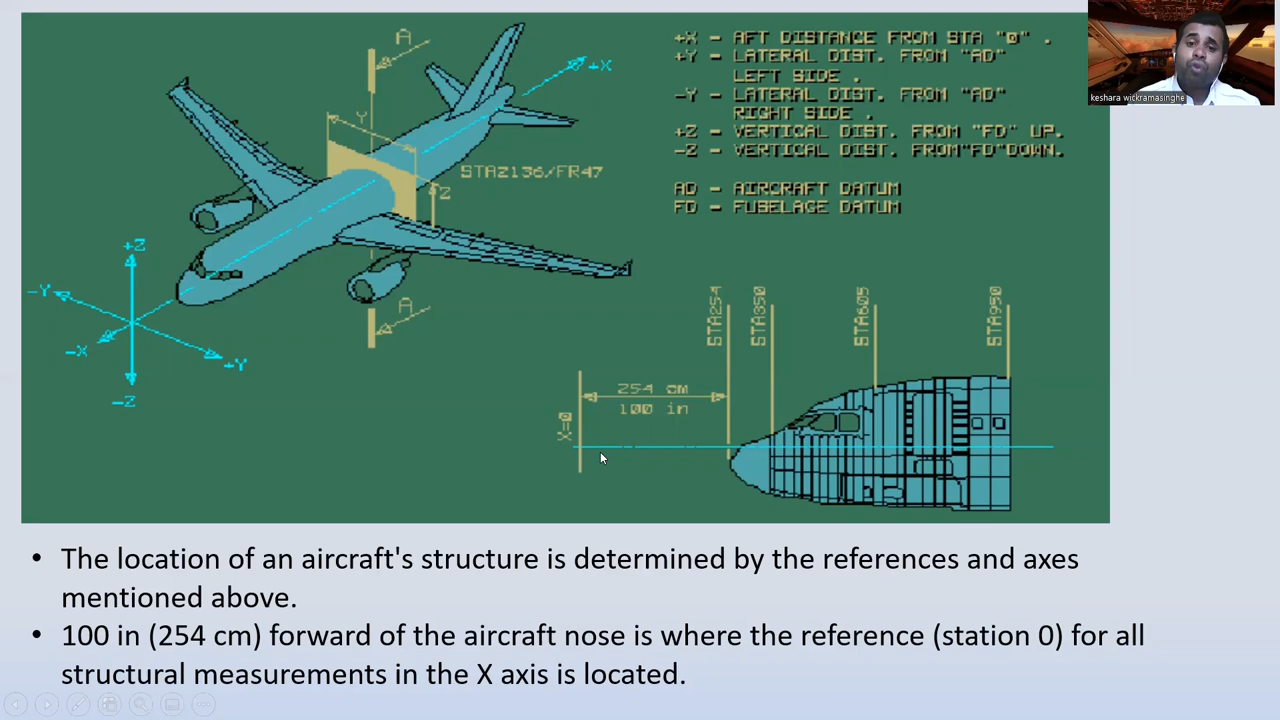 +X - AFT DISTANCE FROM STA "0" .
+Y - LATERAL DIST. FROM "AD"
LEFT SIDE .
-Y - LATERAL DIST. FROM "AD"
RIGHT SIDE .
+Z - VERTICAL DIST. FROM "FD" UP.
-Z - VERTICAL DIST. FROM"FD"DOWN.
AD - AIRCRAFT DATUM
FD - FUSELAGE DATUM
keshara wickramasinghe
A
+X
Y
STA2136/FR47
Z
+Z
-Y
-X
+Y
-Z
A
STA254
STA350
STA605
STA950
254 cm
100 in
X=0
• The location of an aircraft's structure is determined by the references and axes
mentioned above.
• 100 in (254 cm) forward of the aircraft nose is where the reference (station 0) for all
structural measurements in the X axis is located.